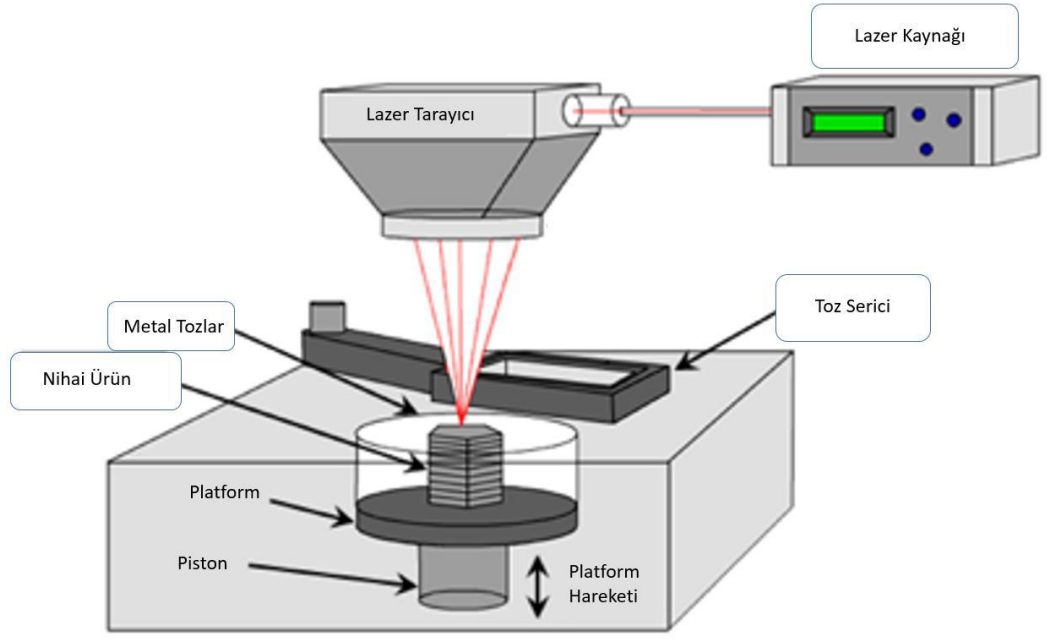 Lazer Kaynağı
Lazer Tarayıcı
Toz Serici
Metal Tozlar
Nihai Ürün
Platform
Piston
Platform
Hareketi